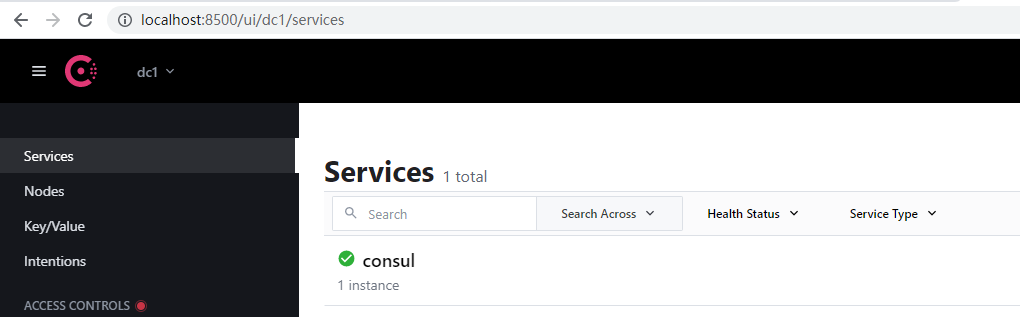 localhost:8500/ui/dc1/services
dc1
Services
Nodes
Key/Value
Intentions
ACCESS CONTROLS
Services 1 total
Search Search Across Health Status Service Type
consul
1 instance